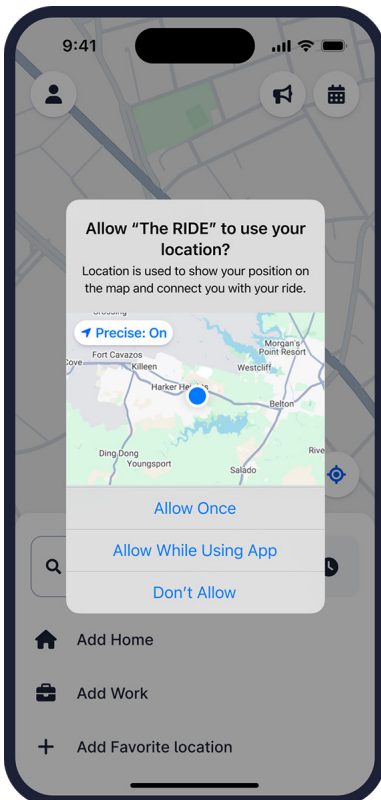 9:41
Allow “The RIDE” to use your
location?
Location is used to show your position on
the map and connect you with your ride.
Precise: On
Morgan's
Point Resort
Cove
Fort Cavazos
Killeen
Westcliff
Harker
Belton
Ding Dong
Youngsport
Salado
Rive
Allow Once
Allow While Using App
Don’t Allow
Add Home
Add Work
Add Favorite location